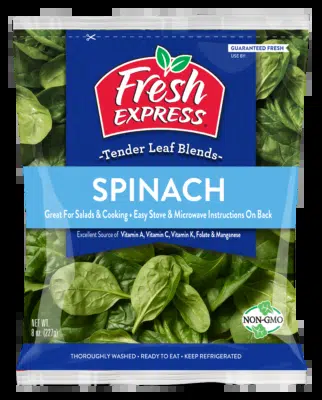 GUARANTEED FRESH
USE BY:
Fresh
EXPRESS
-Tender Leaf Blends-
SPINACH
Great For Salads & Cooking • Easy Stove & Microwave Instructions On Back
Excellent Source of Vitamin A, Vitamin C, Vitamin K, Folate & Manganese
NET WT.
8 oz. (227g)
NON-GMO
THOROUGHLY WASHED • READY TO EAT • KEEP REFRIGERATED